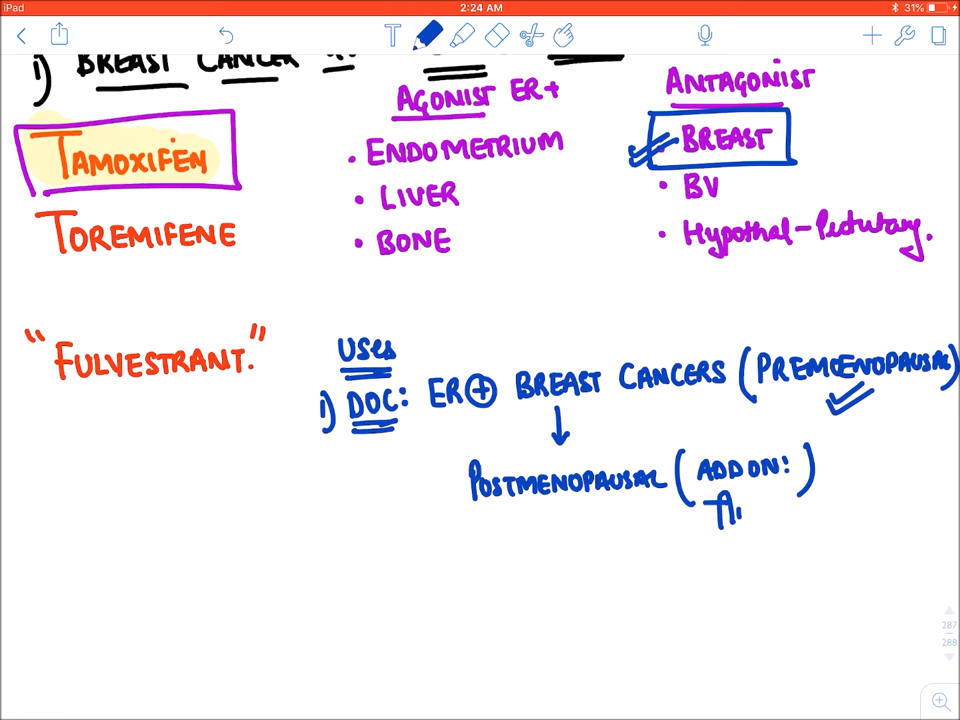 iPad 2:24 AM 31%
T
1) BREAST CANCER
AGONIST ER+
ANTAGONIST
TAMOXIFEN
• ENDOMETRIUM
• BREAST
• LIVER
• BV
TOREMIFENE
• BONE
• Hypothal-Pectutary.
"FULVESTRANT."
Uses
1) DOC: ER+ BREAST CANCERS (PREMENOPAUSAL)
↓
POSTMENOPAUSAL (ADD ON:)
287
288